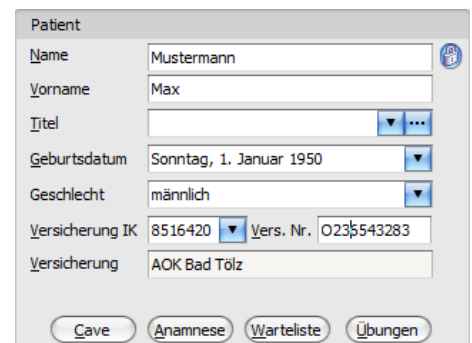 Patient
Name Mustermann
Vorname Max
Titel
Geburtsdatum Sonntag, 1. Januar 1950
Geschlecht männlich
Versicherung IK 8516420 Vers. Nr. O235543283
Versicherung AOK Bad Tölz
Cave Anamnese Warteliste Übungen